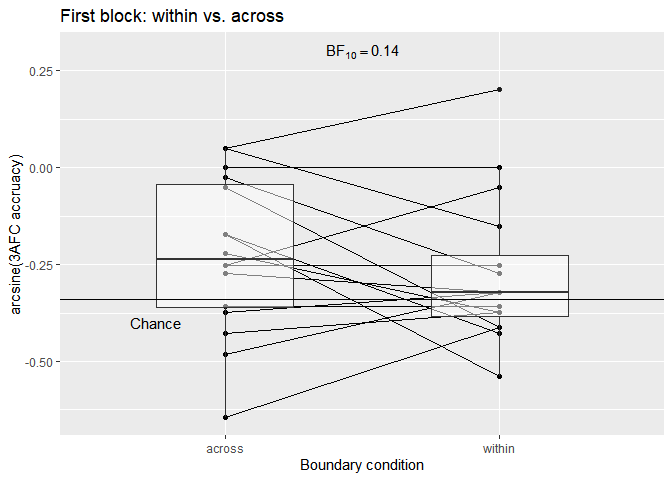 First block: within vs. across
BF₁₀ = 0.14
arcsine(3AFC accruacy)
0.25
0.00
-0.25
-0.50
Chance
across
within
Boundary condition